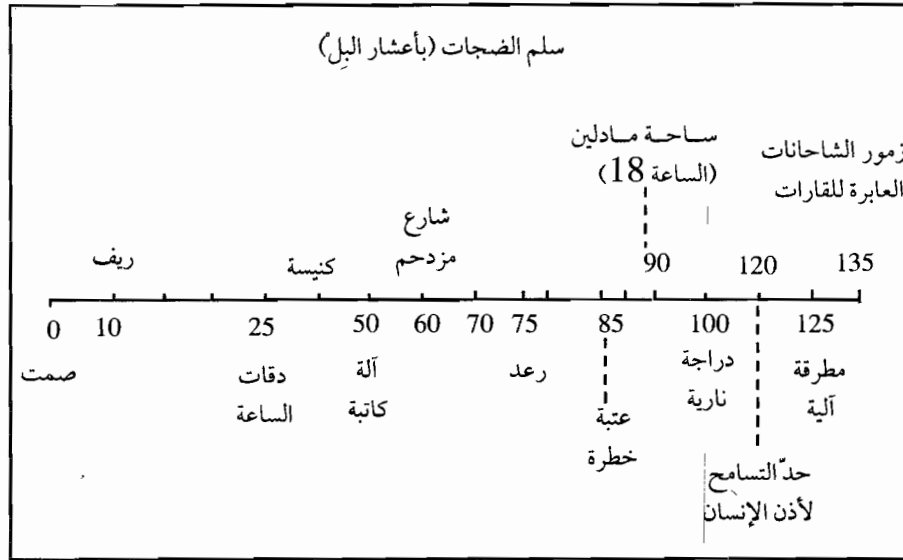 سلم الضجات (بأعشار البِلْ)
ساحة مادلين
(الساعة 18)
زمور الشاحانات
العابرة للقارات
شارع
مزدحم
كنيسة
ريف
90
120
135
0
10
25
50
60
70
75
85
100
125
صمت
دقات
الساعة
آلة
كاتبة
رعد
عتبة
خطرة
دراجة
نارية
مطرقة
آلية
حدّ التسامح
لأذن الإنسان